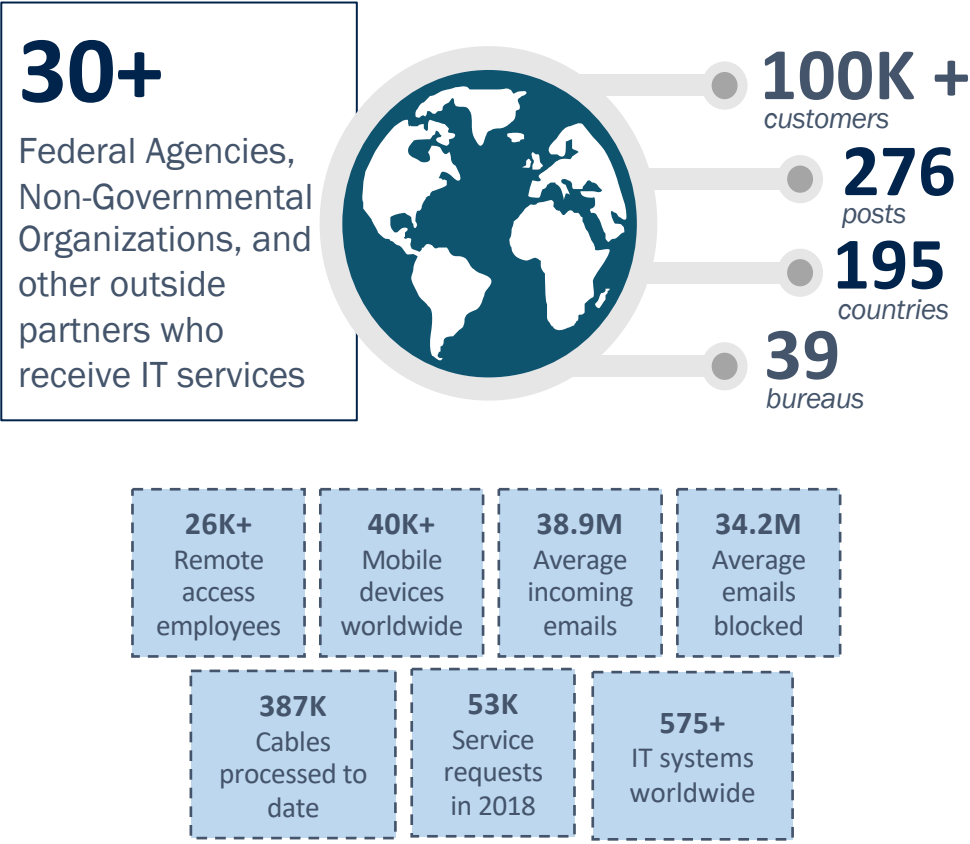 30+
Federal Agencies,
Non-Governmental
Organizations, and
other outside
partners who
receive IT services
100K +
customers
276
posts
195
countries
39
bureaus
26K+
Remote
access
employees
40K+
Mobile
devices
worldwide
38.9M
Average
incoming
emails
34.2M
Average
emails
blocked
387K
Cables
processed to
date
53K
Service
requests
in 2018
575+
IT systems
worldwide